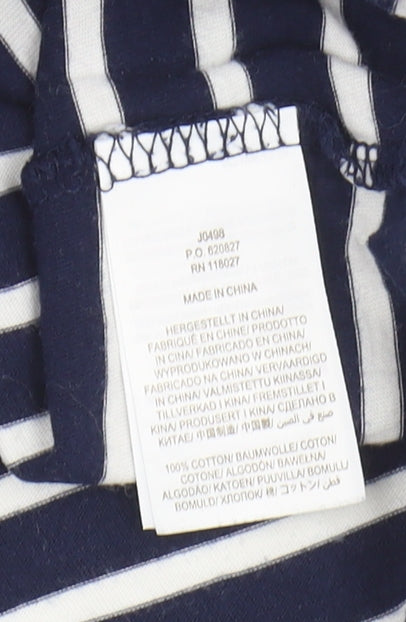 J0498
P.O. 620827
RN 116027
MADE IN CHINA
HERGESTELLT IN CHINA/
FABRIQUÉ EN CHINE/ PRODOTTO
IN CINA/ FABRICADO EN CHINA/
WYPRODUKOWANO W CHINACH/
FABRICADO NA CHINA/ VERVAARDIGD
IN CHINA/ VALMISTETTU KIINASSA/
TILLVERKAD I KINA/ FREMSTILLET I
KINA/ PRODUSERT I KINA/ СДЕЛАНО В
КИТАЕ/ 中国制造/ 中国製/ صنع في الصين
100% COTTON/ BAUMWOLLE/ COTON/
COTONE/ ALGODÓN/ BAWEŁNA/
ALGODÃO/ KATOEN/ PUUVILLA/ BOMULL/
BOMULD/ ХЛОПОК/ 棉/ コットン/ قطن